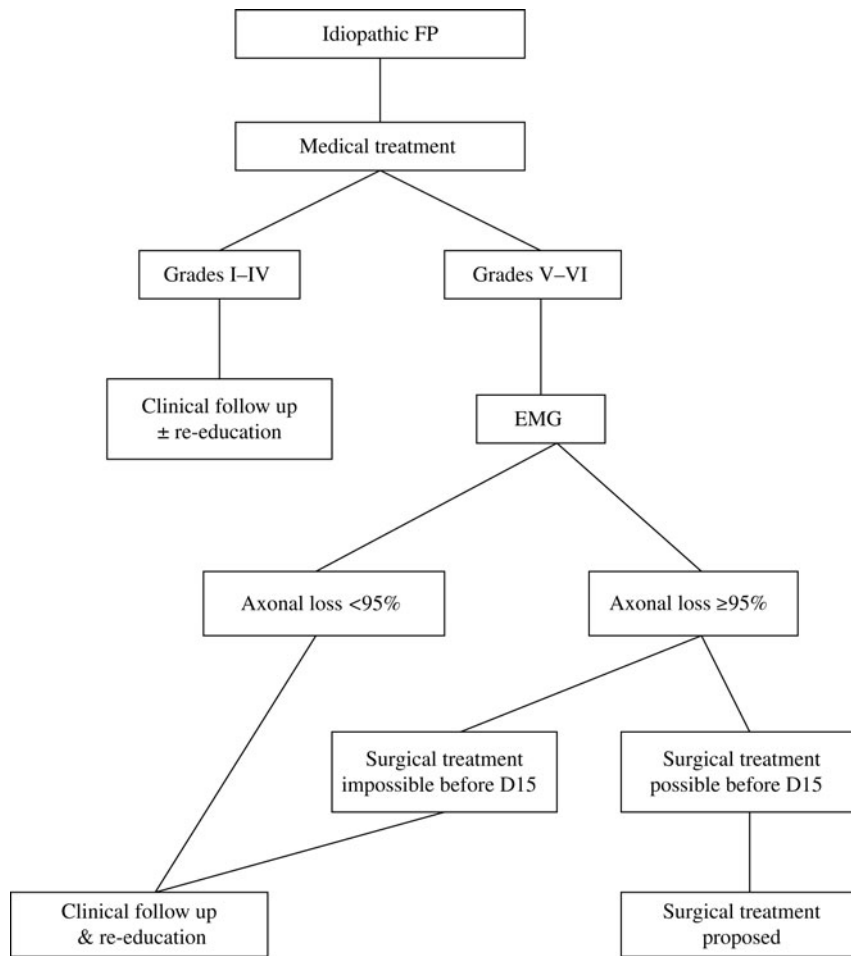 Idiopathic FP
Medical treatment
Grades I–IV
Grades V–VI
Clinical follow up
± re-education
EMG
Axonal loss <95%
Axonal loss ≥95%
Surgical treatment
impossible before D15
Surgical treatment
possible before D15
Clinical follow up
& re-education
Surgical treatment
proposed